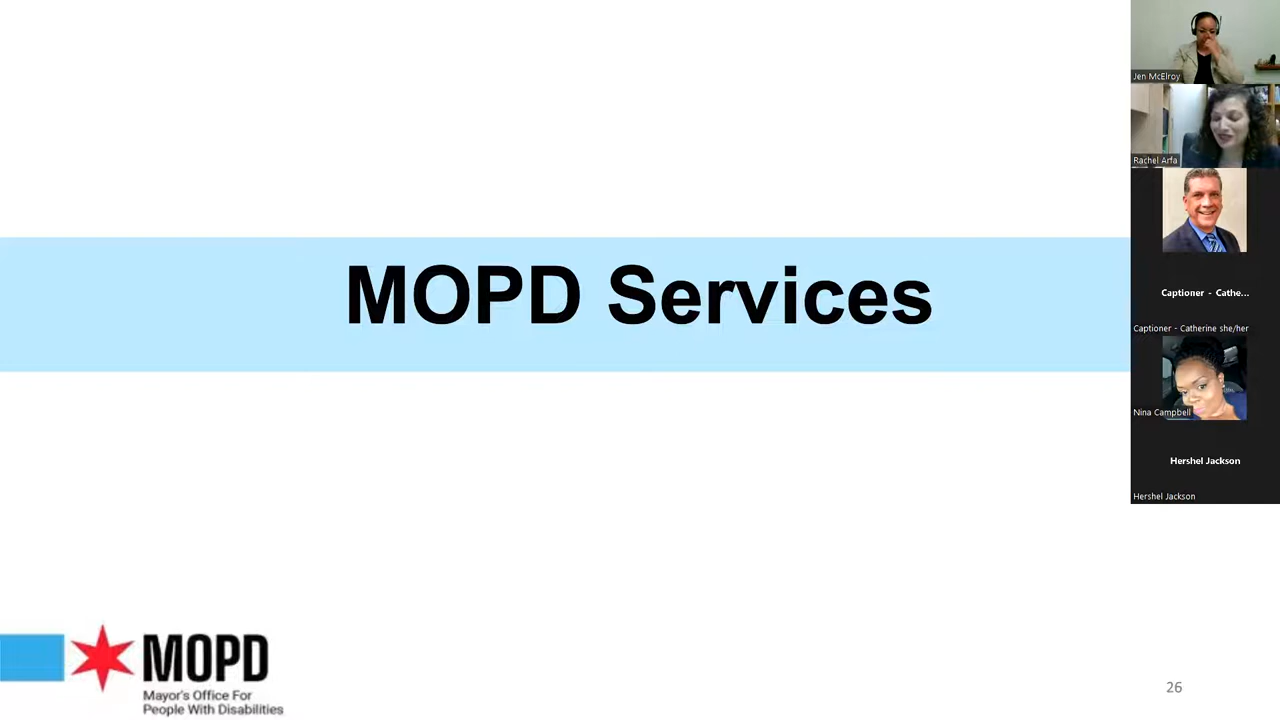 MOPD Services
MOPD
Mayor's Office For
People With Disabilities
26
Jen McElroy
Rachel Arfa
Captioner - Cathe...
Captioner - Catherine she/her
Nina Campbell
Hershel Jackson
Hershel Jackson